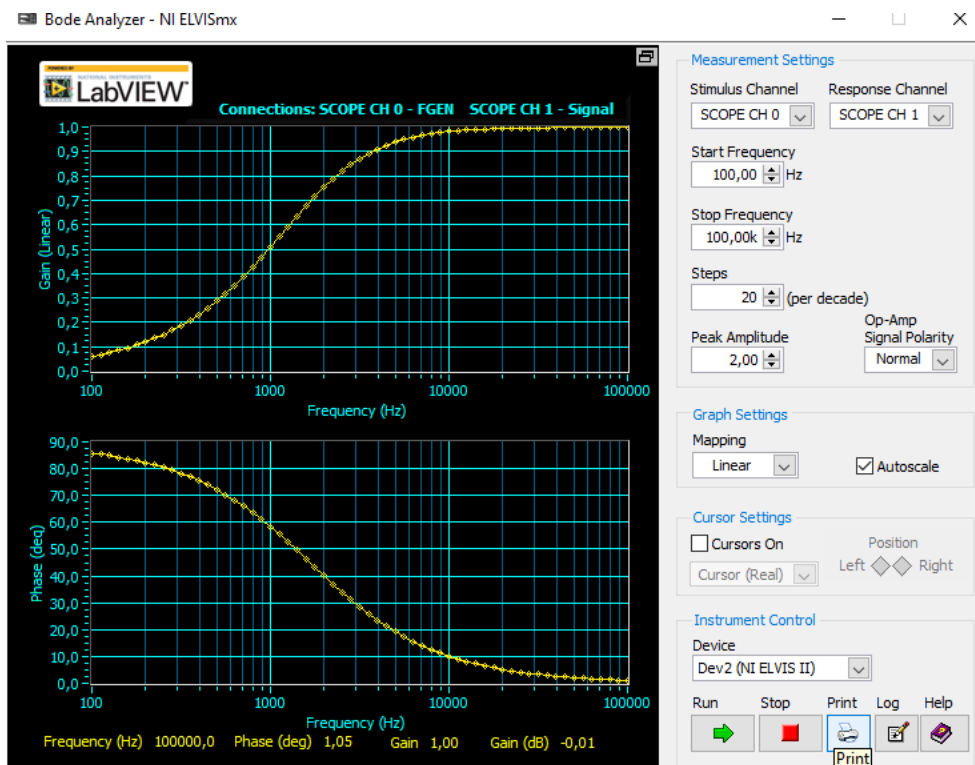 Bode Analyzer - NI ELVISmx
POWERED BY
NATIONAL INSTRUMENTS
LabVIEW™
Connections: SCOPE CH 0 - FGEN SCOPE CH 1 - Signal
Gain (Linear)
1,0
0,9
0,8
0,7
0,6
0,5
0,4
0,3
0,2
0,1
0,0
100 1000 10000 100000
Frequency (Hz)
Phase (deg)
90,0
80,0
70,0
60,0
50,0
40,0
30,0
20,0
10,0
0,0
100 1000 10000 100000
Frequency (Hz)
Frequency (Hz) 100000,0 Phase (deg) 1,05 Gain 1,00 Gain (dB) -0,01
Measurement Settings
Stimulus Channel Response Channel
SCOPE CH 0 SCOPE CH 1
Start Frequency
100,00 Hz
Stop Frequency
100,00k Hz
Steps
20 (per decade)
Peak Amplitude
2,00
Op-Amp
Signal Polarity
Normal
Graph Settings
Mapping
Linear
Autoscale
Cursor Settings
Cursors On
Position
Cursor (Real)
Left Right
Instrument Control
Device
Dev2 (NI ELVIS II)
Run Stop Print Log Help
Print